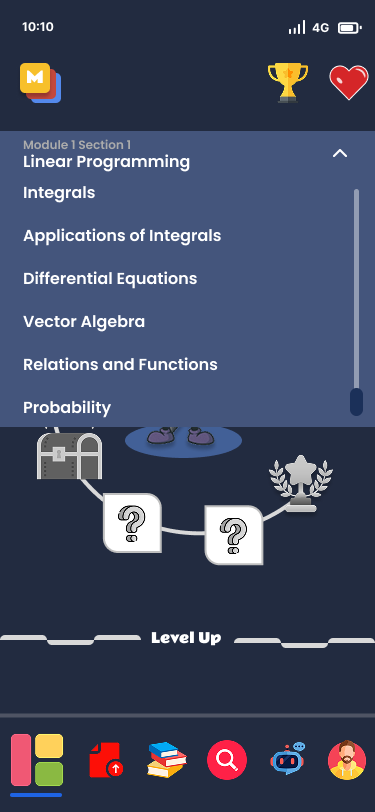 10:10
4G
M
Module 1 Section 1
Linear Programming
Integrals
Applications of Integrals
Differential Equations
Vector Algebra
Relations and Functions
Probability
?
?
Level Up